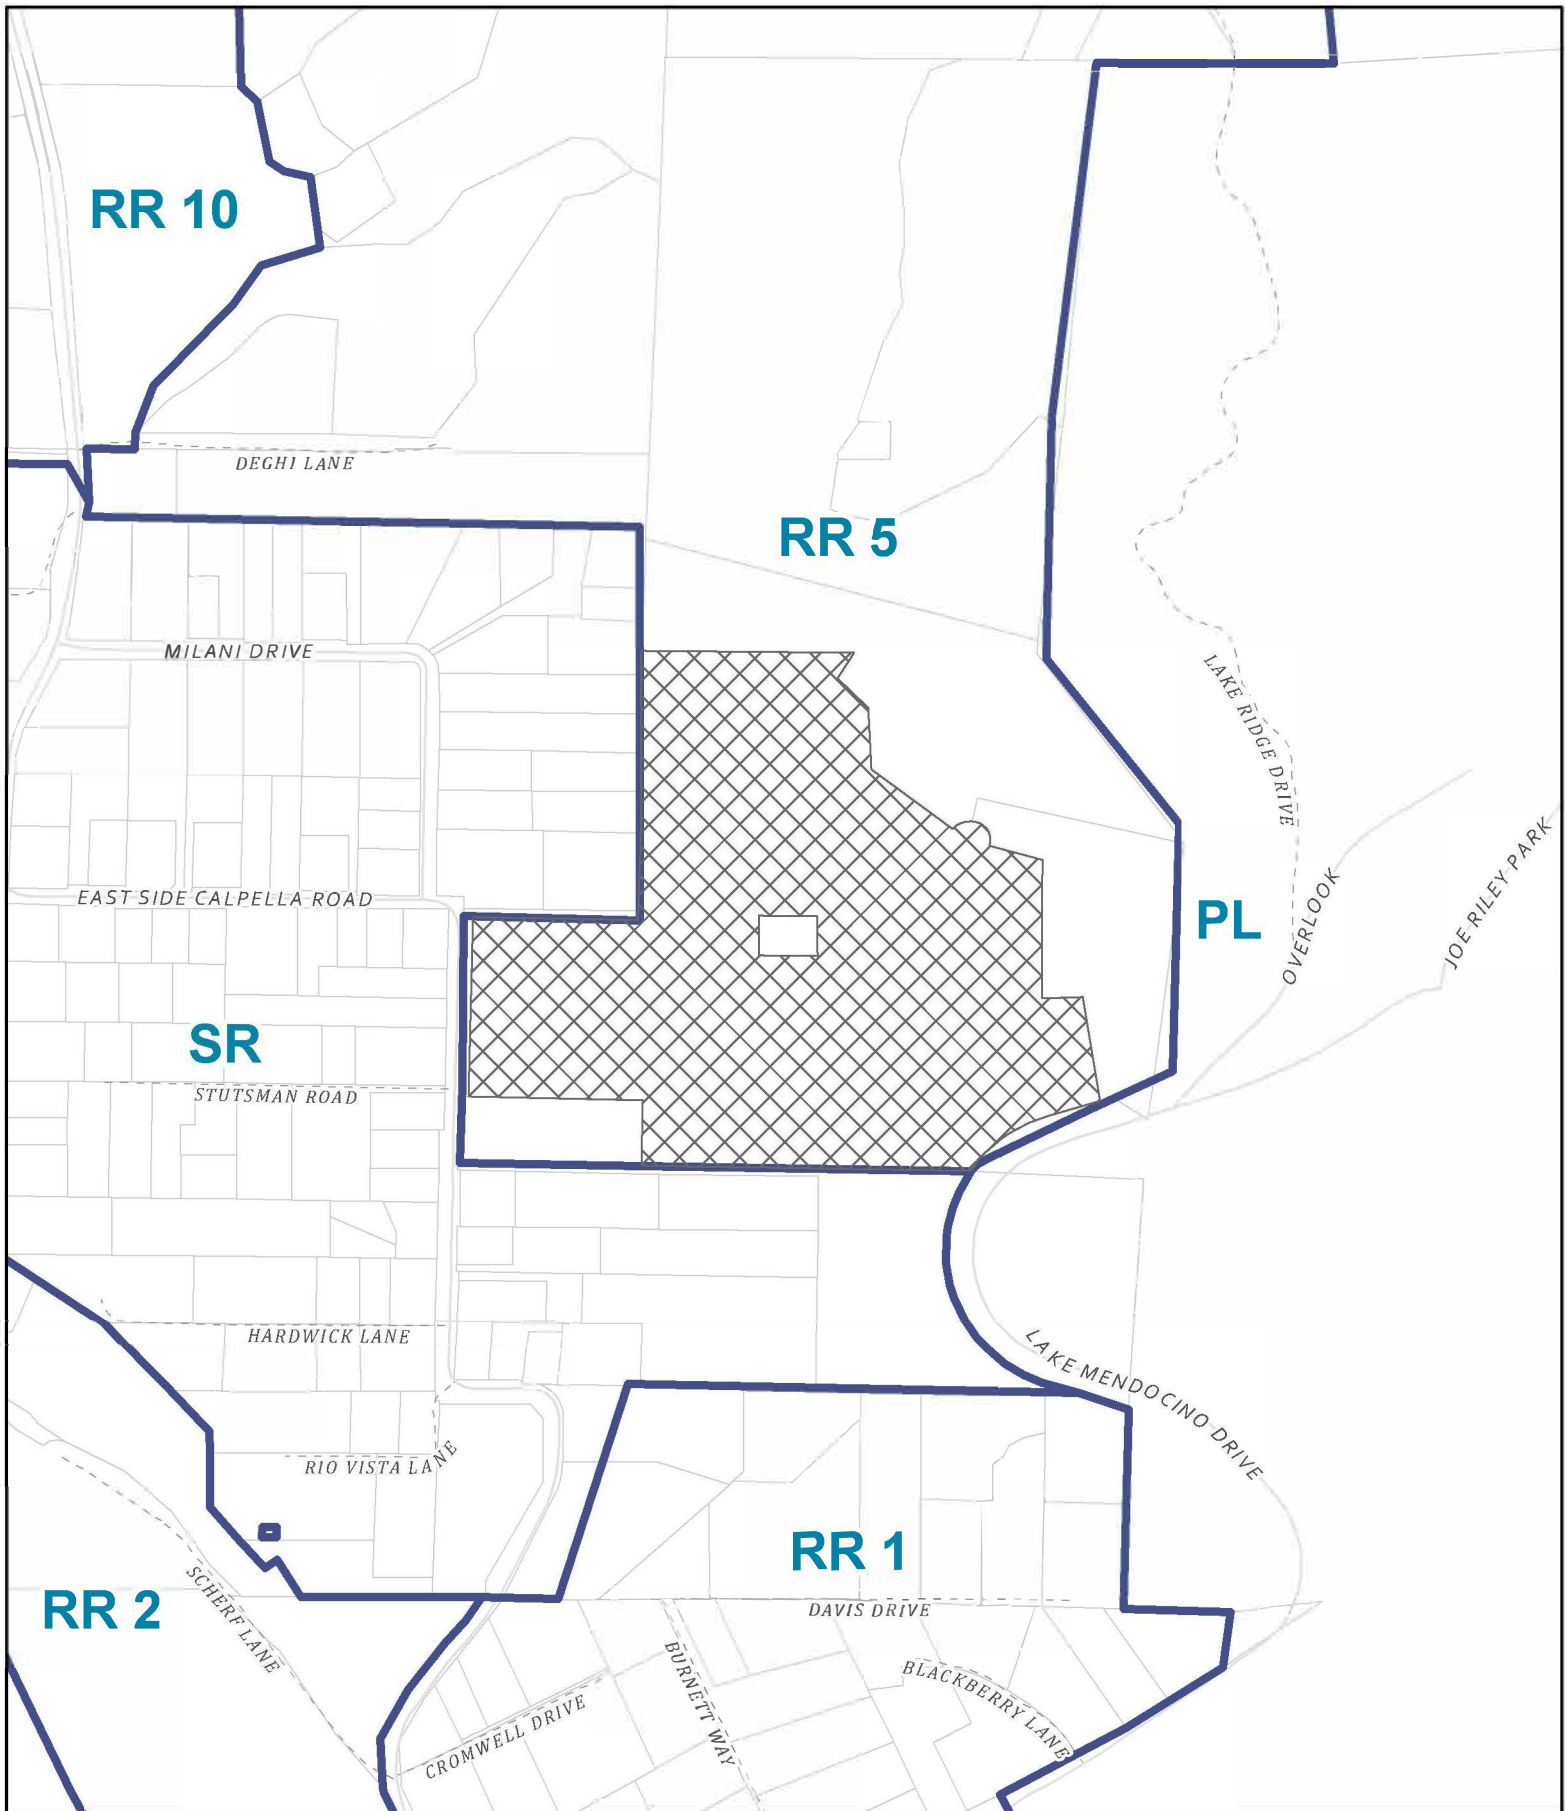 RR 10
DEGHI LANE
RR 5
MILANI DRIVE
LAKE RIDGE DRIVE
EAST SIDE CALPELLA ROAD
PL
OVERLOOK
JOE RILEY PARK
SR
STUTSMAN ROAD
HARDWICK LANE
LAKE MENDOCINO DRIVE
RIO VISTA LANE
RR 1
RR 2
SCHERF LANE
DAVIS DRIVE
BURNETT WAY
BLACKBERRY LANE
CROMWELL DRIVE